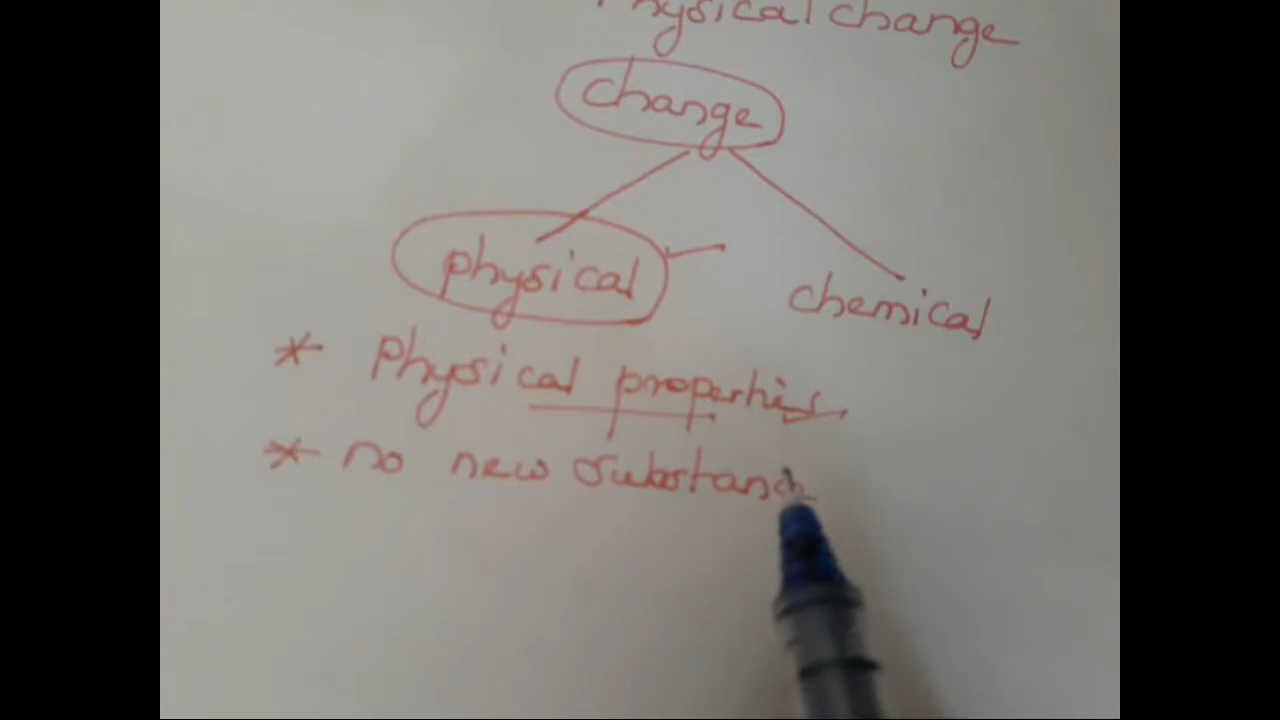 Physical change
change
physical
chemical
* Physical properties
* no new substance